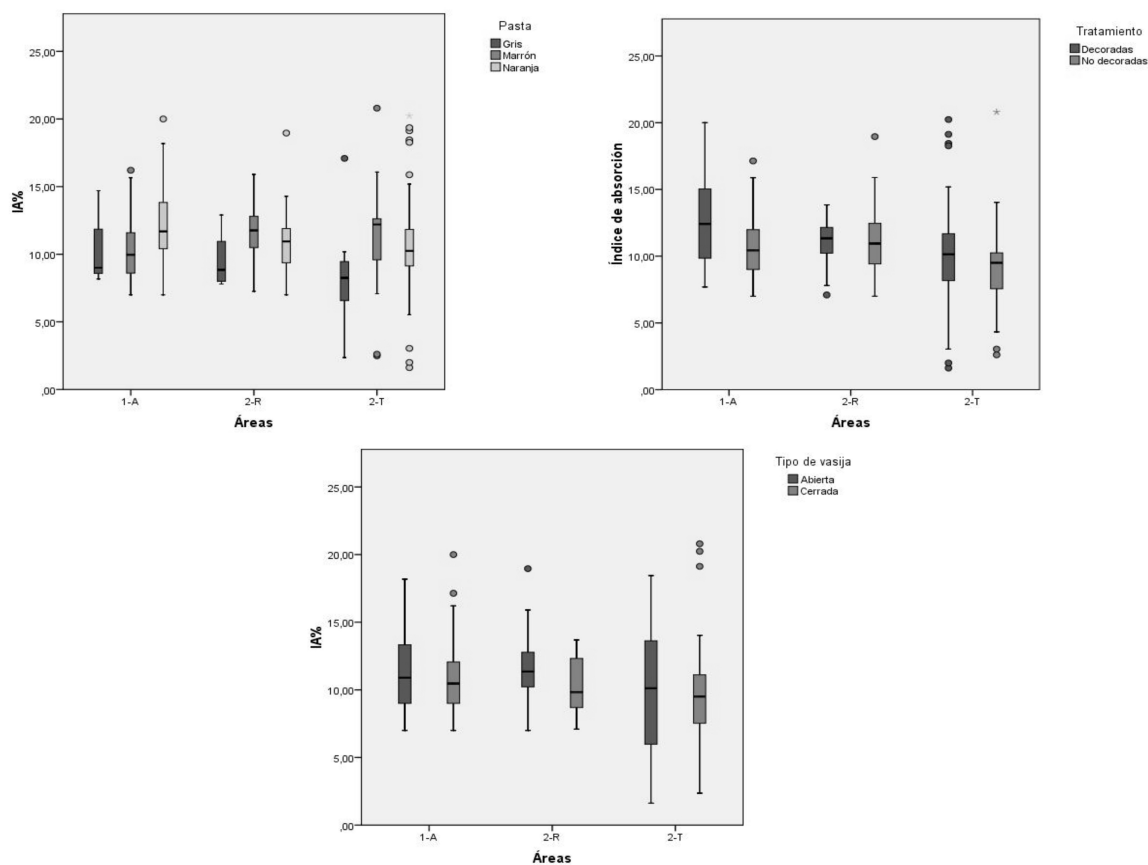 Pasta
Gris
Marrón
Naranja
25,00
20,00
15,00
10,00
5,00
,00
IA%
1-A
2-R
2-T
Áreas
Tratamiento
Decoradas
No decoradas
25,00
20,00
15,00
10,00
5,00
,00
Índice de absorción
1-A
2-R
2-T
Áreas
Tipo de vasija
Abierta
Cerrada
25,00
20,00
15,00
10,00
5,00
,00
IA%
1-A
2-R
2-T
Áreas